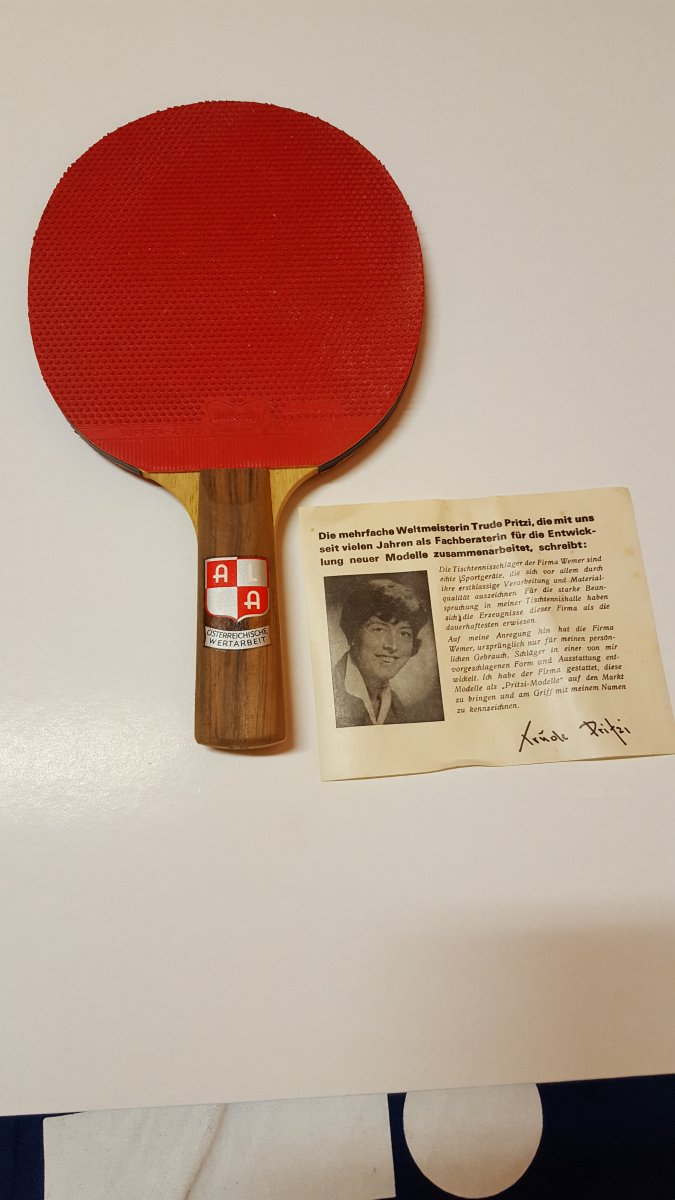 A L
A
ÖSTERREICHISCHE
WERTARBEIT
Die mehrfache Weltmeisterin Trude Pritzi, die mit uns
seit vielen Jahren als Fachberaterin für die Entwick-
lung neuer Modelle zusammenarbeitet, schreibt:
Die Tischtennisschläger der Firma Wemer sind
echte Sportgeräte, die sich vor allem durch
ihre erstklassige Verarbeitung und Material-
qualität auszeichnen. Für die starke Bean-
spruchung in meiner Tischtennishalle haben
sich die Erzeugnisse dieser Firma als die
dauerhaftesten erwiesen.
Auf meine Anregung hin hat die Firma
Wemer, ursprünglich nur für meinen persön-
lichen Gebrauch, Schläger in einer von mir
vorgeschlagenen Form und Ausstattung ent-
wickelt. Ich habe der Firma gestattet, diese
Modelle als „Pritzi-Modelle" auf den Markt
zu bringen und am Griff mit meinem Namen
zu kennzeichnen.
Trude Pritzi